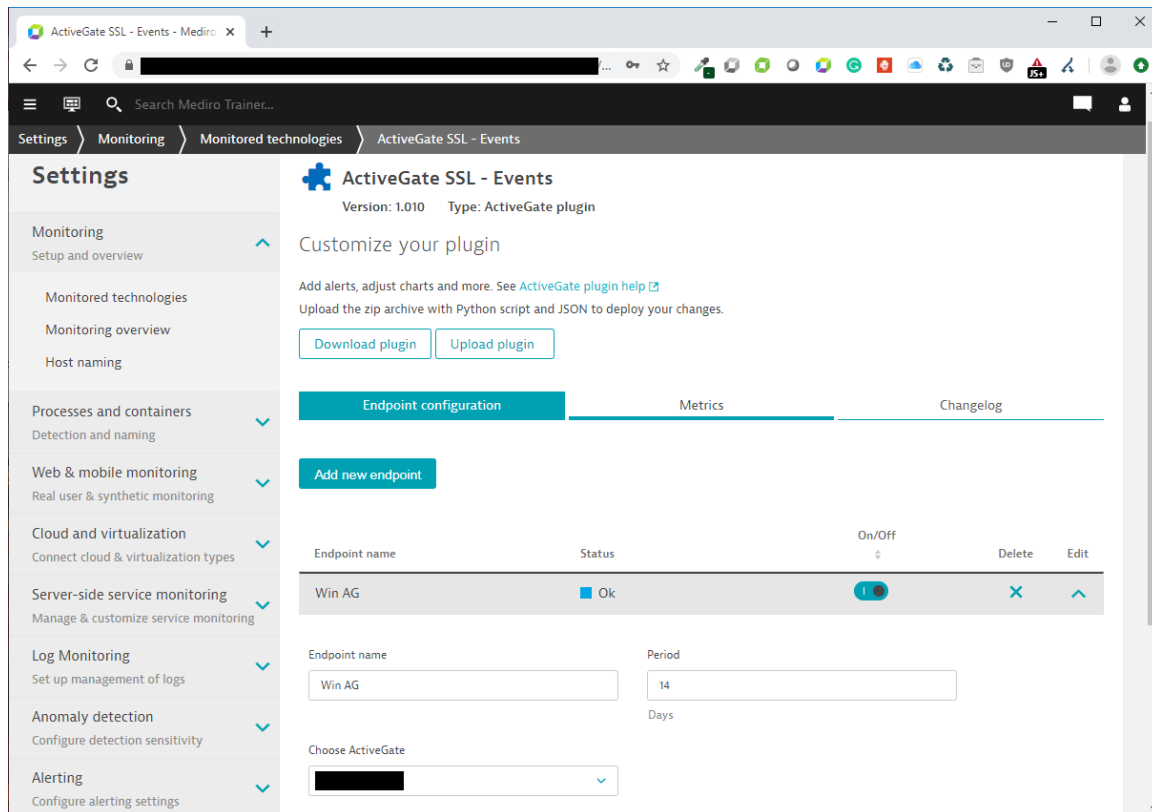 ActiveGate SSL - Events - Mediro
/...
JS+
Search Mediro Trainer...
Settings
Monitoring
Monitored technologies
ActiveGate SSL - Events
Settings
Monitoring
Setup and overview
Monitored technologies
Monitoring overview
Host naming
Processes and containers
Detection and naming
Web & mobile monitoring
Real user & synthetic monitoring
Cloud and virtualization
Connect cloud & virtualization types
Server-side service monitoring
Manage & customize service monitoring
Log Monitoring
Set up management of logs
Anomaly detection
Configure detection sensitivity
Alerting
Configure alerting settings
ActiveGate SSL - Events
Version: 1.010 Type: ActiveGate plugin
Customize your plugin
Add alerts, adjust charts and more. See ActiveGate plugin help
Upload the zip archive with Python script and JSON to deploy your changes.
Download plugin
Upload plugin
Endpoint configuration
Metrics
Changelog
Add new endpoint
Endpoint name
Status
On/Off
Delete
Edit
Win AG
Ok
Endpoint name
Period
Win AG
14
Days
Choose ActiveGate